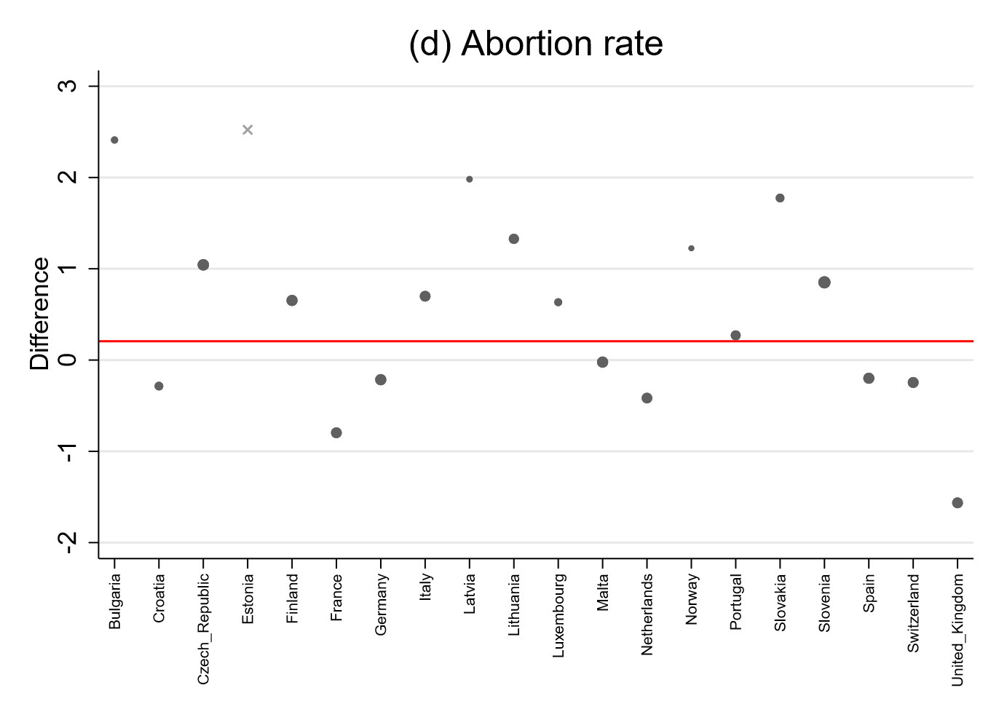 (d) Abortion rate
3
2
1
0
-1
-2
Difference
Bulgaria
Croatia
Czech_Republic
Estonia
Finland
France
Germany
Italy
Latvia
Lithuania
Luxembourg
Malta
Netherlands
Norway
Portugal
Slovakia
Slovenia
Spain
Switzerland
United_Kingdom